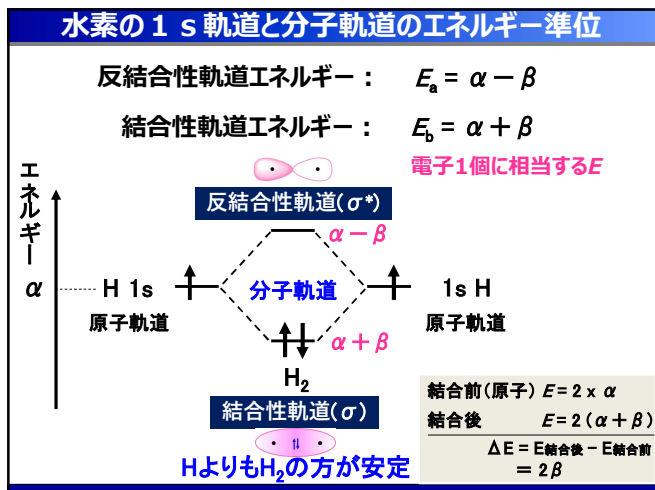 水素の１ｓ軌道と分子軌道のエネルギー準位
反結合性軌道エネルギー： Ea = α － β
結合性軌道エネルギー： Eb = α ＋ β
電子1個に相当するE
エネルギー
α
反結合性軌道(σ*)
α － β
H 1s
原子軌道
分子軌道
1s H
原子軌道
α ＋ β
H2
結合性軌道(σ)
HよりもH2の方が安定
結合前(原子) E = 2 x α
結合後 E = 2 (α + β)
ΔE = E結合後 － E結合前
= 2β